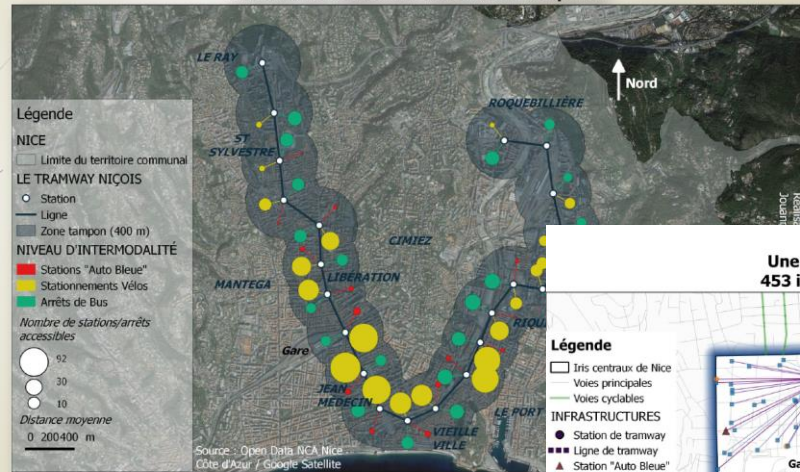 LE RAY
Nord
ROQUEBILLIÈRE
ST
SYLVESTRE
CIMIEZ
MANTEGA
LIBERATION
Gare
JEAN
MEDECIN
VIEILLE
VILLE
LE PORT
Légende
NICE
Limite du territoire communal
LE TRAMWAY NIÇOIS
Station
Ligne
Zone tampon (400 m)
NIVEAU D'INTERMODALITÉ
Stations "Auto Bleue"
Stationnements Vélos
Arrêts de Bus
Nombre de stations/arrêts
accessibles
92
30
10
Distance moyenne
0 200400 m
Source : Open Data NCA Nice
Côte d'Azur / Google Satellite
Une
Légende
Iris centraux de Nice
Voies principales
Voies cyclables
INFRASTRUCTURES
Station de tramway
Ligne de tramway
Station "Auto Bleue"